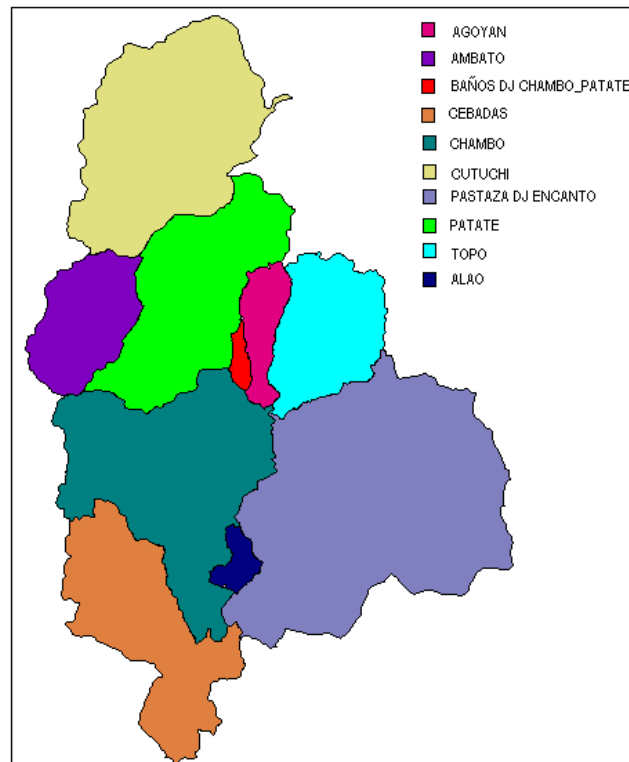 AGOYAN
AMBATO
BAÑOS DJ CHAMBO_PATATE
CEBADAS
CHAMBO
CUTUCHI
PASTAZA DJ ENCANTO
PATATE
TOPO
ALAO